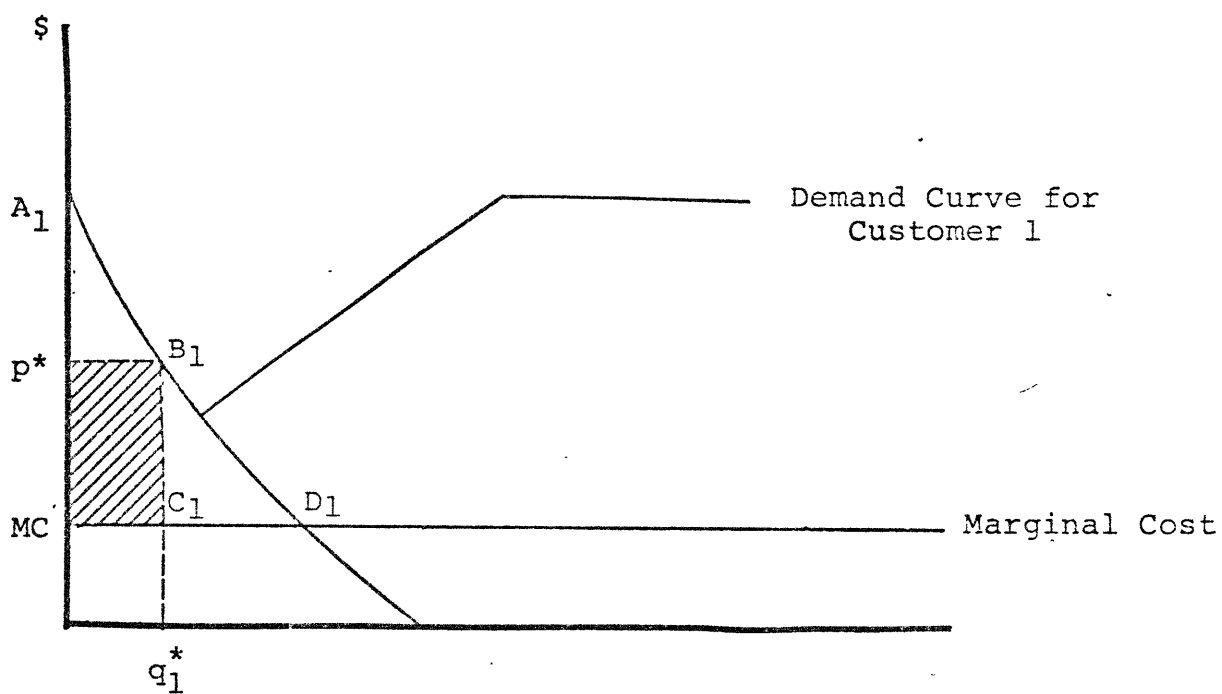 $
A1
Demand Curve for
Customer 1
p*
B1
C1
D1
MC
Marginal Cost
q1*